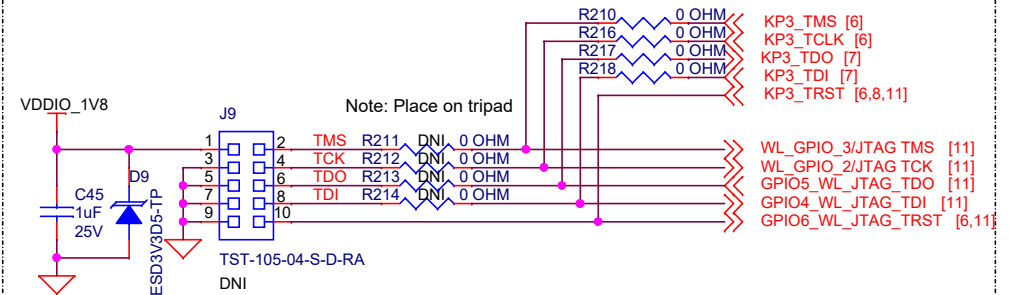 R210 0 OHM KP3_TMS [6]
R216 0 OHM KP3_TCLK [6]
R217 0 OHM KP3_TDO [7]
R218 0 OHM KP3_TDI [7]
KP3_TRST [6,8,11]
VDDIO_1V8
J9
Note: Place on tripad
1 2 TMS R211 DNI 0 OHM WL_GPIO_3/JTAG TMS [11]
3 4 TCK R212 DNI 0 OHM WL_GPIO_2/JTAG TCK [11]
5 6 TDO R213 DNI 0 OHM GPIO5_WL_JTAG_TDO [11]
7 8 TDI R214 DNI 0 OHM GPIO4_WL_JTAG_TDI [11]
9 10 GPIO6_WL_JTAG_TRST [6,11]
C45
1uF
25V
D9
ESD3V3D5-TP
TST-105-04-S-D-RA
DNI